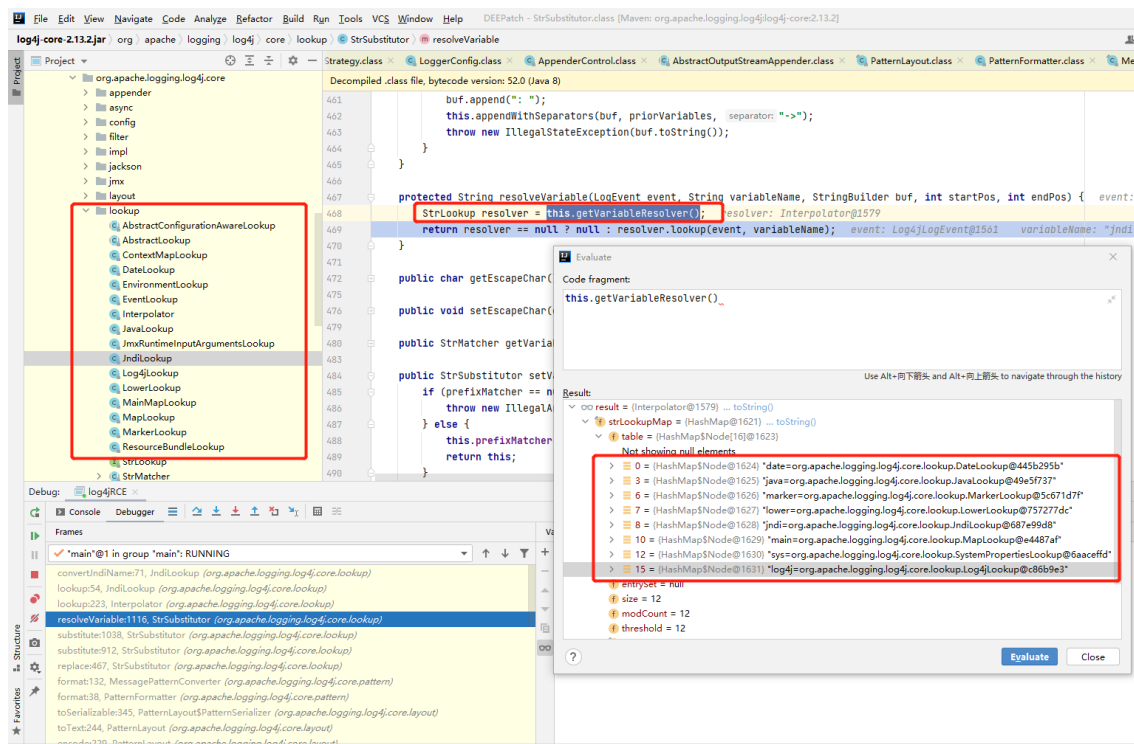 File Edit View Navigate Code Analyze Refactor Build Run Tools VCS Window Help DEEPatch - StrSubstitutor.class [Maven: org.apache.logging.log4j:log4j-core:2.13.2]
log4j-core-2.13.2.jar org apache logging log4j core lookup StrSubstitutor resolveVariable
Project
Strategy.class LoggerConfig.class AppenderControl.class AbstractOutputStreamAppender.class PatternLayout.class PatternFormatter.class Me
Project
org.apache.logging.log4j.core
appender
async
config
filter
impl
jackson
jmx
layout
lookup
AbstractConfigurationAwareLookup
AbstractLookup
ContextMapLookup
DateLookup
EnvironmentLookup
EventLookup
Interpolator
JavaLookup
JmxRuntimeInputArgumentsLookup
JndiLookup
Log4jLookup
LowerLookup
MainMapLookup
MapLookup
MarkerLookup
ResourceBundleLookup
StrLookup
StrMatcher
Decompiled .class file, bytecode version: 52.0 (Java 8)
461 buf.append(": ");
462 this.appendWithSeparators(buf, priorVariables, separator: "->");
463 throw new IllegalStateException(buf.toString());
464 }
465 }
466
467 protected String resolveVariable(LogEvent event, String variableName, StringBuilder buf, int startPos, int endPos) { event:
468 StrLookup resolver = this.getVariableResolver(); resolver: Interpolator@1579
469 return resolver == null ? null : resolver.lookup(event, variableName); event: Log4jLogEvent@1561 variableName: "jndi
470 }
471
472 public char getEscapeChar(
475
476 public void setEscapeChar(
479
480 public StrMatcher getVaria
483
484 public StrSubstitutor setV
485 if (prefixMatcher == n
486 throw new IllegalA
487 } else {
488 this.prefixMatcher
489 return this;
490 }
Evaluate
Code fragment:
this.getVariableResolver()
Use Alt+向下箭头 and Alt+向上箭头 to navigate through the history
Result:
result = {Interpolator@1579} ... toString()
strLookupMap = {HashMap@1621} ... toString()
table = {HashMap$Node[16]@1623}
Not showing null elements
0 = {HashMap$Node@1624} "date=org.apache.logging.log4j.core.lookup.DateLookup@445b295b"
3 = {HashMap$Node@1625} "java=org.apache.logging.log4j.core.lookup.JavaLookup@49e5f737"
6 = {HashMap$Node@1626} "marker=org.apache.logging.log4j.core.lookup.MarkerLookup@5c671d7f"
7 = {HashMap$Node@1627} "lower=org.apache.logging.log4j.core.lookup.LowerLookup@757277dc"
8 = {HashMap$Node@1628} "jndi=org.apache.logging.log4j.core.lookup.JndiLookup@687e99d8"
10 = {HashMap$Node@1629} "main=org.apache.logging.log4j.core.lookup.MapLookup@e4487af"
12 = {HashMap$Node@1630} "sys=org.apache.logging.log4j.core.lookup.SystemPropertiesLookup@6aaceffd"
15 = {HashMap$Node@1631} "log4j=org.apache.logging.log4j.core.lookup.Log4jLookup@c86b9e3"
entrySet = null
size = 12
modCount = 12
threshold = 12
? Evaluate Close
Debug: log4jRCE
Console Debugger
Frames Va
"main"@1 in group "main": RUNNING
convertJndiName:71, JndiLookup (org.apache.logging.log4j.core.lookup)
lookup:54, JndiLookup (org.apache.logging.log4j.core.lookup)
lookup:223, Interpolator (org.apache.logging.log4j.core.lookup)
resolveVariable:1116, StrSubstitutor (org.apache.logging.log4j.core.lookup)
substitute:1038, StrSubstitutor (org.apache.logging.log4j.core.lookup)
substitute:912, StrSubstitutor (org.apache.logging.log4j.core.lookup)
replace:467, StrSubstitutor (org.apache.logging.log4j.core.lookup)
format:132, MessagePatternConverter (org.apache.logging.log4j.core.pattern)
format:38, PatternFormatter (org.apache.logging.log4j.core.pattern)
toSerializable:345, PatternLayout$PatternSerializer (org.apache.logging.log4j.core.layout)
toText:244, PatternLayout (org.apache.logging.log4j.core.layout)
encode:229, PatternLayout (org.apache.logging.log4j.core.layout)
Structure
Favorites